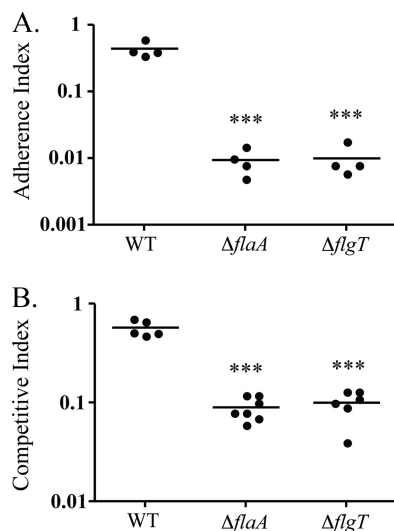 A.
Adherence Index
1
0.1
0.01
0.001
*** ***
WT ΔflaA ΔflgT
B.
Competitive Index
1
0.1
0.01
*** ***
WT ΔflaA ΔflgT